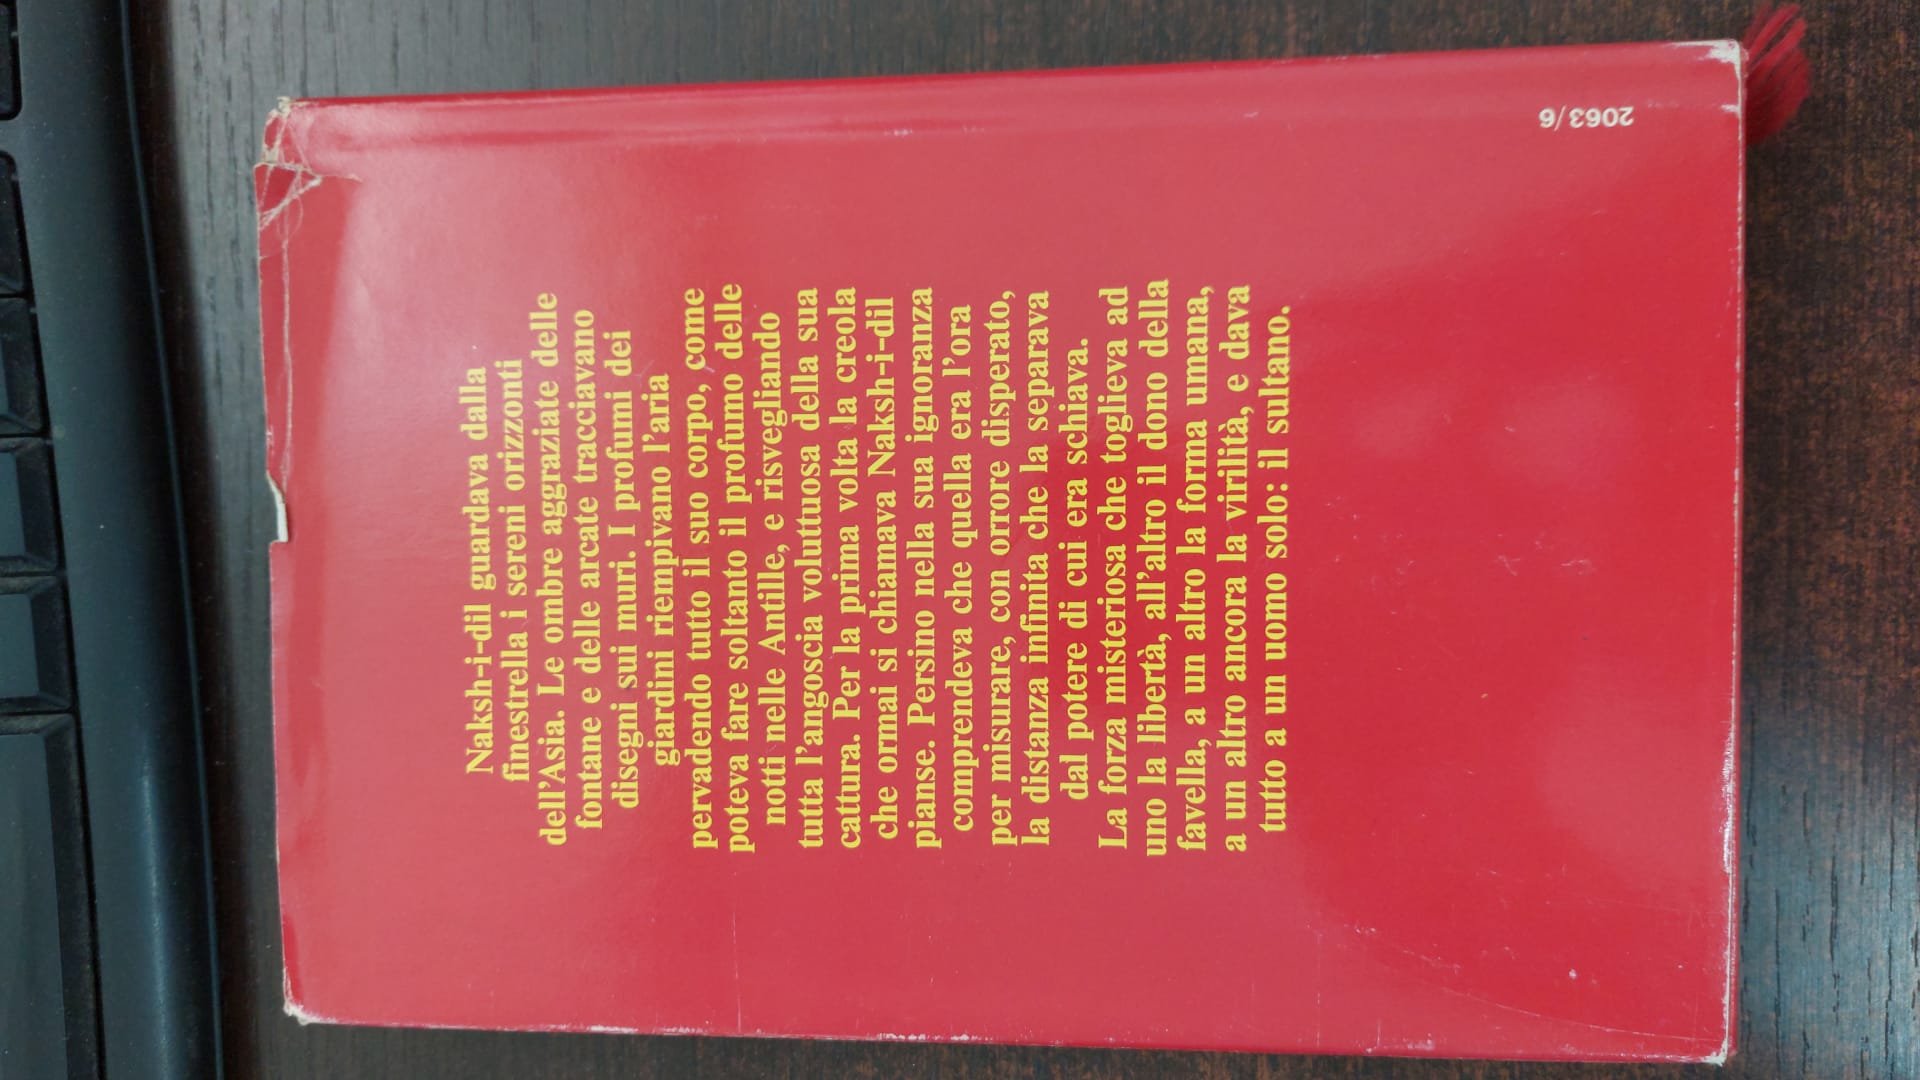 Naksh-i-dil guardava dalla
finestrella i sereni orizzonti
dell'Asia. Le ombre aggraziate delle
fontane e delle arcate tracciavano
disegni sui muri. I profumi dei
giardini riempivano l'aria
pervadendo tutto il suo corpo, come
poteva fare soltanto il profumo delle
notti nelle Antille, e risvegliando
tutta l'angoscia voluttuosa della sua
cattura. Per la prima volta la creola
che ormai si chiamava Naksh-i-dil
pianse. Persino nella sua ignoranza
comprendeva che quella era l'ora
per misurare, con orrore disperato,
la distanza infinita che la separava
dal potere di cui era schiava.
La forza misteriosa che toglieva ad
uno la libertà, all'altro il dono della
favella, a un altro la forma umana,
a un altro ancora la virilità, e dava
tutto a un uomo solo: il sultano.
2063/6